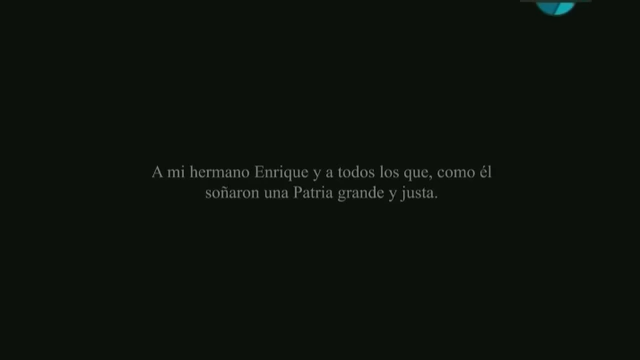 A mi hermano Enrique y a todos los que, como él
soñaron una Patria grande y justa.